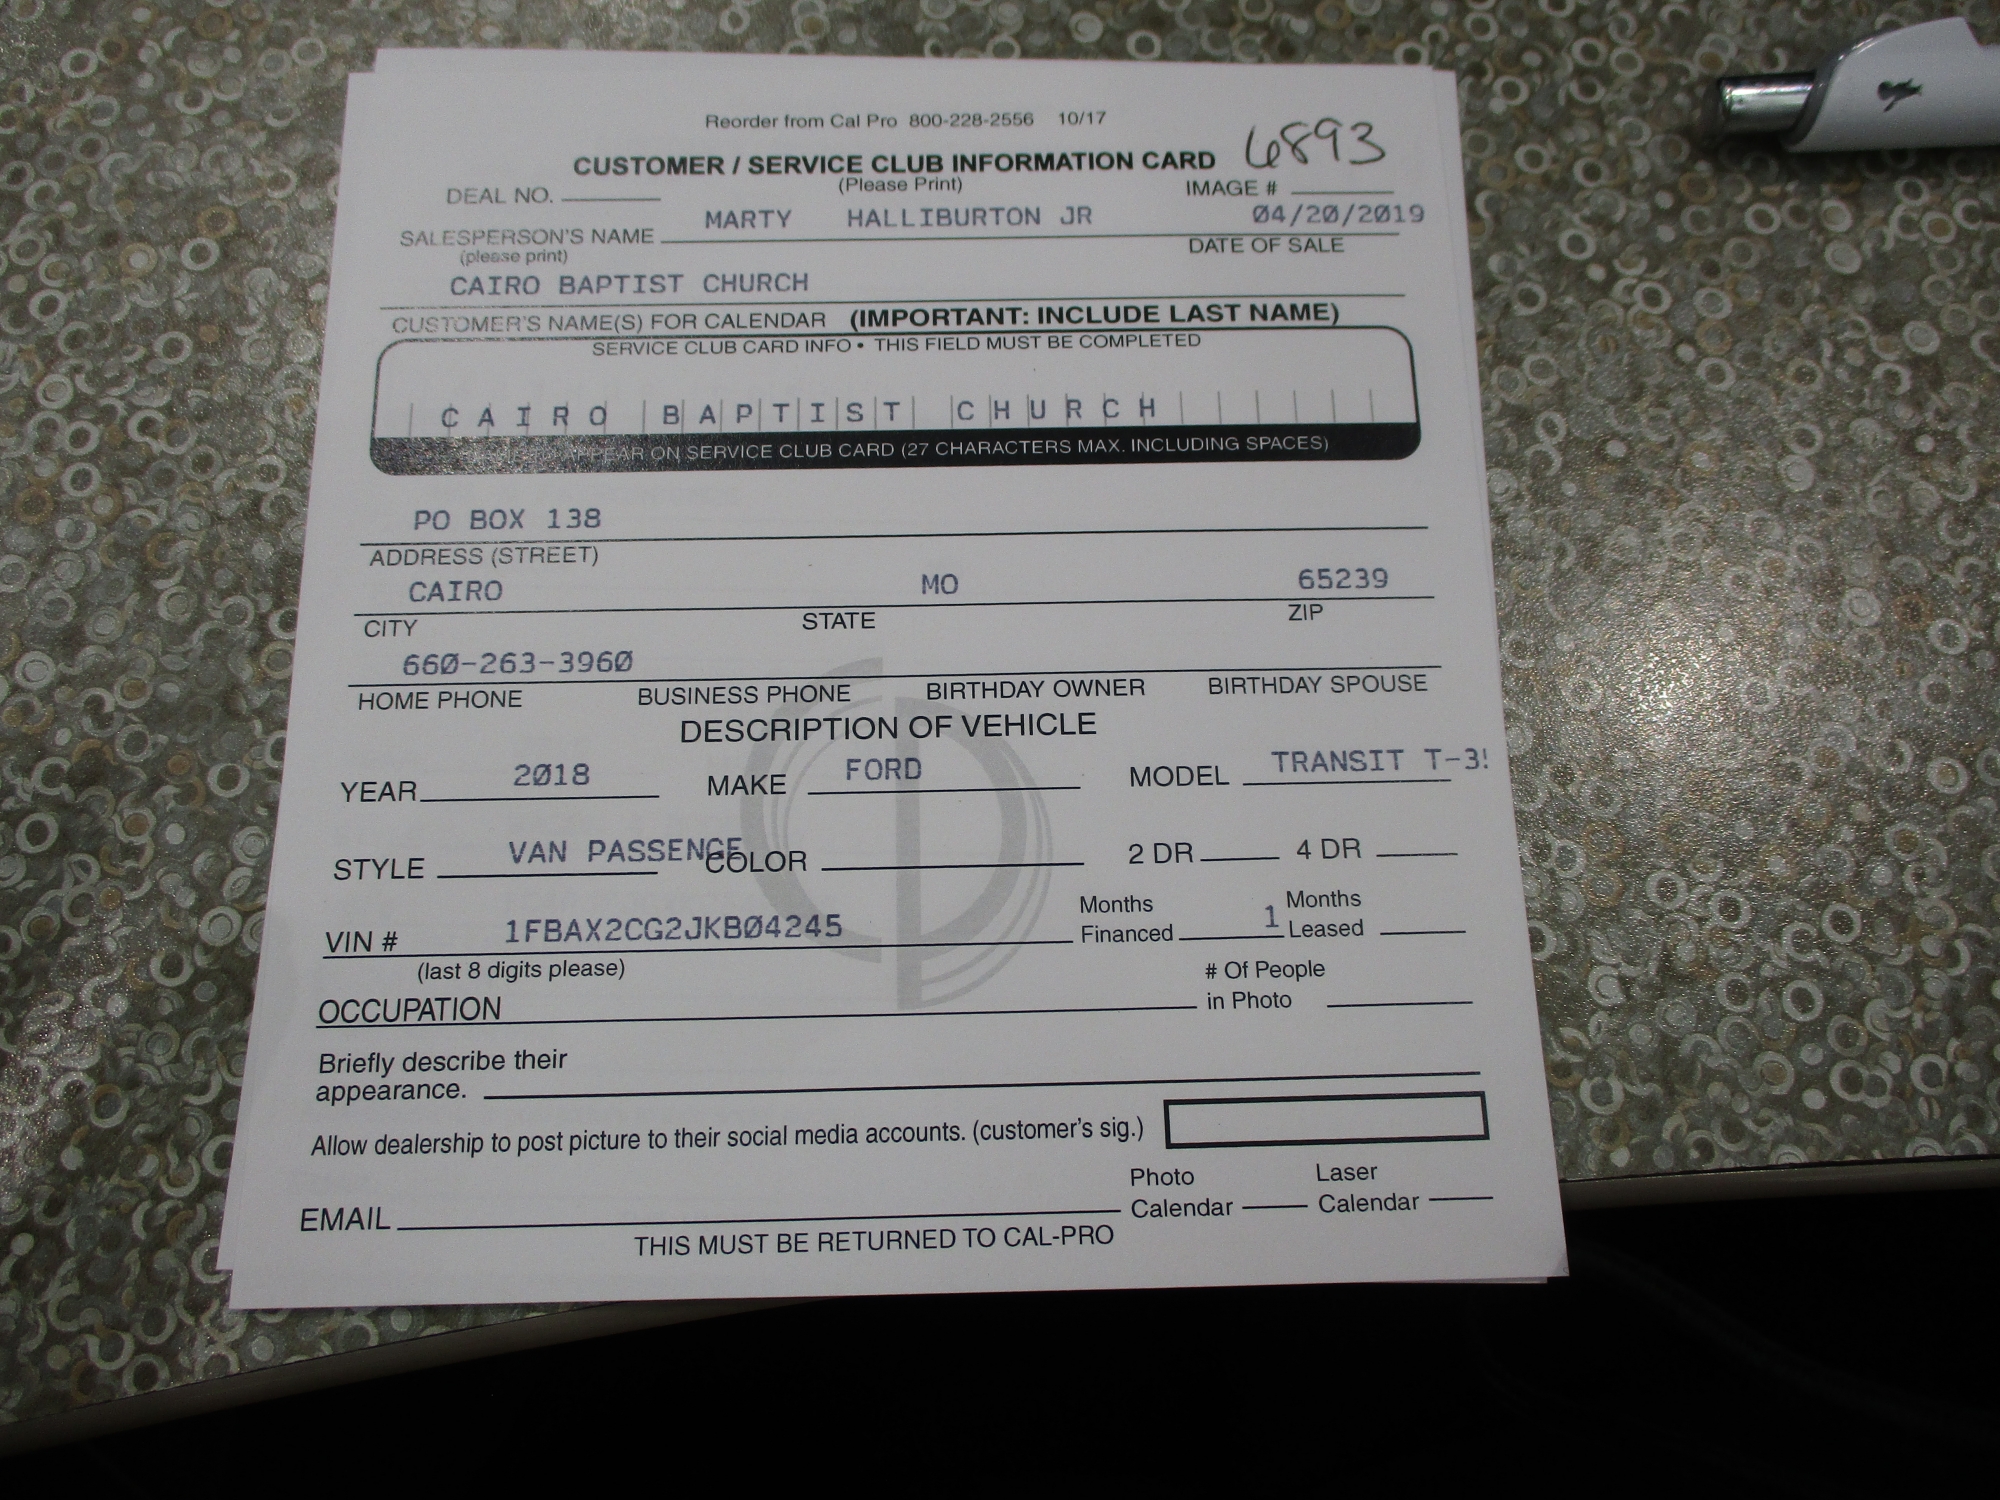 Reorder from Cal Pro 800-228-2556 10/17
6893
CUSTOMER / SERVICE CLUB INFORMATION CARD
(Please Print)
DEAL NO. IMAGE #
MARTY HALLIBURTON JR 04/20/2019
SALESPERSON'S NAME DATE OF SALE
(please print)
CAIRO BAPTIST CHURCH
CUSTOMER'S NAME(S) FOR CALENDAR (IMPORTANT: INCLUDE LAST NAME)
SERVICE CLUB CARD INFO • THIS FIELD MUST BE COMPLETED
CAIRO BAPTIST CHURCH
APPEAR ON SERVICE CLUB CARD (27 CHARACTERS MAX. INCLUDING SPACES)
PO BOX 138
ADDRESS (STREET)
CAIRO MO 65239
CITY STATE ZIP
660-263-3960
HOME PHONE BUSINESS PHONE BIRTHDAY OWNER BIRTHDAY SPOUSE
DESCRIPTION OF VEHICLE
YEAR 2018 MAKE FORD MODEL TRANSIT
STYLE VAN PASSENGE COLOR 2 DR 4 DR
VIN # 1FBAX2CG2JKB04245 Months Financed 1 Months Leased
(last 8 digits please)
OCCUPATION # Of People in Photo
Briefly describe their
appearance.
Allow dealership to post picture to their social media accounts. (customer's sig.)
EMAIL Photo Calendar Laser Calendar
THIS MUST BE RETURNED TO CAL-PRO